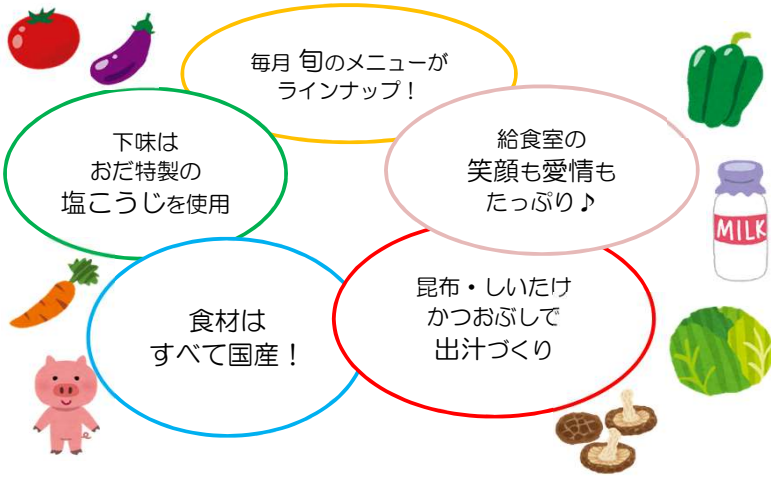 毎月 旬のメニューが
ラインナップ！
下味は
おだ特製の
塩こうじを使用
給食室の
笑顔も愛情も
たっぷり♪
MILK
食材は
すべて国産！
昆布・しいたけ
かつおぶしで
出汁づくり